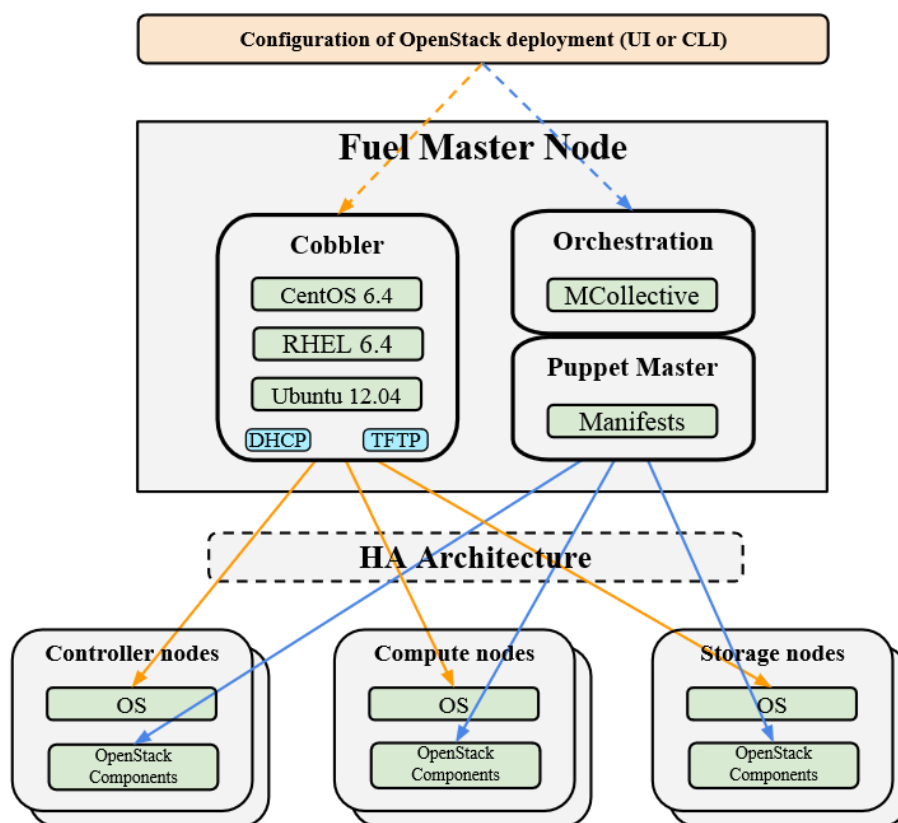 Configuration of OpenStack deployment (UI or CLI)
Fuel Master Node
Cobbler
CentOS 6.4
RHEL 6.4
Ubuntu 12.04
DHCP
TFTP
Orchestration
MCollective
Puppet Master
Manifests
HA Architecture
Controller nodes
OS
OpenStack
Components
Compute nodes
OS
OpenStack
Components
Storage nodes
OS
OpenStack
Components